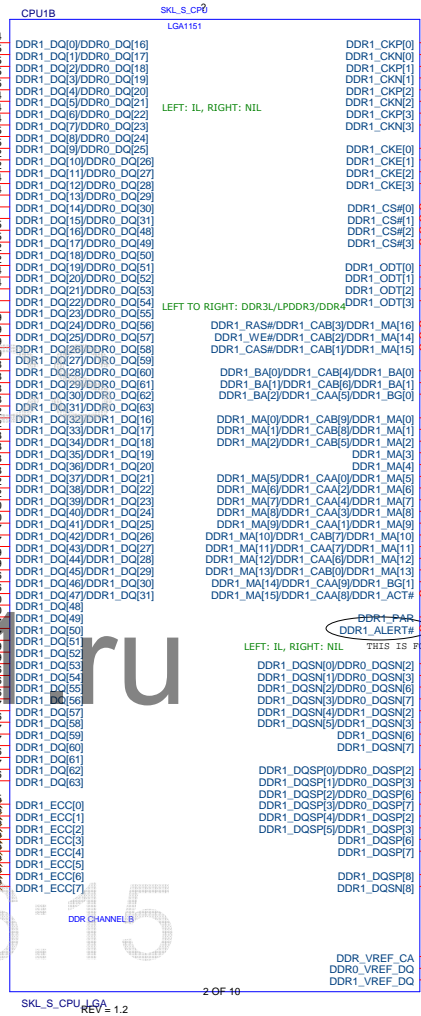 CPU1B
SKL_S_CPU
LGA1151
DDR1_DQ[0]/DDR0_DQ[16]
DDR1_DQ[1]/DDR0_DQ[17]
DDR1_DQ[2]/DDR0_DQ[18]
DDR1_DQ[3]/DDR0_DQ[19]
DDR1_DQ[4]/DDR0_DQ[20]
DDR1_DQ[5]/DDR0_DQ[21]
DDR1_DQ[6]/DDR0_DQ[22]
DDR1_DQ[7]/DDR0_DQ[23]
DDR1_DQ[8]/DDR0_DQ[24]
DDR1_DQ[9]/DDR0_DQ[25]
DDR1_DQ[10]/DDR0_DQ[26]
DDR1_DQ[11]/DDR0_DQ[27]
DDR1_DQ[12]/DDR0_DQ[28]
DDR1_DQ[13]/DDR0_DQ[29]
DDR1_DQ[14]/DDR0_DQ[30]
DDR1_DQ[15]/DDR0_DQ[31]
DDR1_DQ[16]/DDR0_DQ[48]
DDR1_DQ[17]/DDR0_DQ[49]
DDR1_DQ[18]/DDR0_DQ[50]
DDR1_DQ[19]/DDR0_DQ[51]
DDR1_DQ[20]/DDR0_DQ[52]
DDR1_DQ[21]/DDR0_DQ[53]
DDR1_DQ[22]/DDR0_DQ[54]
DDR1_DQ[23]/DDR0_DQ[55]
DDR1_DQ[24]/DDR0_DQ[56]
DDR1_DQ[25]/DDR0_DQ[57]
DDR1_DQ[26]/DDR0_DQ[58]
DDR1_DQ[27]/DDR0_DQ[59]
DDR1_DQ[28]/DDR0_DQ[60]
DDR1_DQ[29]/DDR0_DQ[61]
DDR1_DQ[30]/DDR0_DQ[62]
DDR1_DQ[31]/DDR0_DQ[63]
DDR1_DQ[32]/DDR1_DQ[16]
DDR1_DQ[33]/DDR1_DQ[17]
DDR1_DQ[34]/DDR1_DQ[18]
DDR1_DQ[35]/DDR1_DQ[19]
DDR1_DQ[36]/DDR1_DQ[20]
DDR1_DQ[37]/DDR1_DQ[21]
DDR1_DQ[38]/DDR1_DQ[22]
DDR1_DQ[39]/DDR1_DQ[23]
DDR1_DQ[40]/DDR1_DQ[24]
DDR1_DQ[41]/DDR1_DQ[25]
DDR1_DQ[42]/DDR1_DQ[26]
DDR1_DQ[43]/DDR1_DQ[27]
DDR1_DQ[44]/DDR1_DQ[28]
DDR1_DQ[45]/DDR1_DQ[29]
DDR1_DQ[46]/DDR1_DQ[30]
DDR1_DQ[47]/DDR1_DQ[31]
DDR1_DQ[48]
DDR1_DQ[49]
DDR1_DQ[50]
DDR1_DQ[51]
DDR1_DQ[52]
DDR1_DQ[53]
DDR1_DQ[54]
DDR1_DQ[55]
DDR1_DQ[56]
DDR1_DQ[57]
DDR1_DQ[58]
DDR1_DQ[59]
DDR1_DQ[60]
DDR1_DQ[61]
DDR1_DQ[62]
DDR1_DQ[63]
DDR1_ECC[0]
DDR1_ECC[1]
DDR1_ECC[2]
DDR1_ECC[3]
DDR1_ECC[4]
DDR1_ECC[5]
DDR1_ECC[6]
DDR1_ECC[7]
LEFT: IL, RIGHT: NIL
LEFT TO RIGHT: DDR3L/LPDDR3/DDR4
DDR1_CKP[0]
DDR1_CKN[0]
DDR1_CKP[1]
DDR1_CKN[1]
DDR1_CKP[2]
DDR1_CKN[2]
DDR1_CKP[3]
DDR1_CKN[3]
DDR1_CKE[0]
DDR1_CKE[1]
DDR1_CKE[2]
DDR1_CKE[3]
DDR1_CS#[0]
DDR1_CS#[1]
DDR1_CS#[2]
DDR1_CS#[3]
DDR1_ODT[0]
DDR1_ODT[1]
DDR1_ODT[2]
DDR1_ODT[3]
DDR1_RAS#/DDR1_CAB[3]/DDR1_MA[16]
DDR1_WE#/DDR1_CAB[2]/DDR1_MA[14]
DDR1_CAS#/DDR1_CAB[1]/DDR1_MA[15]
DDR1_BA[0]/DDR1_CAB[4]/DDR1_BA[0]
DDR1_BA[1]/DDR1_CAB[6]/DDR1_BA[1]
DDR1_BA[2]/DDR1_CAA[5]/DDR1_BG[0]
DDR1_MA[0]/DDR1_CAB[9]/DDR1_MA[0]
DDR1_MA[1]/DDR1_CAB[8]/DDR1_MA[1]
DDR1_MA[2]/DDR1_CAB[5]/DDR1_MA[2]
DDR1_MA[3]
DDR1_MA[4]
DDR1_MA[5]/DDR1_CAA[0]/DDR1_MA[5]
DDR1_MA[6]/DDR1_CAA[2]/DDR1_MA[6]
DDR1_MA[7]/DDR1_CAA[4]/DDR1_MA[7]
DDR1_MA[8]/DDR1_CAA[3]/DDR1_MA[8]
DDR1_MA[9]/DDR1_CAA[1]/DDR1_MA[9]
DDR1_MA[10]/DDR1_CAB[7]/DDR1_MA[10]
DDR1_MA[11]/DDR1_CAA[7]/DDR1_MA[11]
DDR1_MA[12]/DDR1_CAA[6]/DDR1_MA[12]
DDR1_MA[13]/DDR1_CAB[0]/DDR1_MA[13]
DDR1_MA[14]/DDR1_CAA[9]/DDR1_BG[1]
DDR1_MA[15]/DDR1_CAA[8]/DDR1_ACT#
DDR1_PAR
DDR1_ALERT#
LEFT: IL, RIGHT: NIL
THIS IS
DDR1_DQSN[0]/DDR0_DQSN[2]
DDR1_DQSN[1]/DDR0_DQSN[3]
DDR1_DQSN[2]/DDR0_DQSN[6]
DDR1_DQSN[3]/DDR0_DQSN[7]
DDR1_DQSN[4]/DDR1_DQSN[2]
DDR1_DQSN[5]/DDR1_DQSN[3]
DDR1_DQSN[6]
DDR1_DQSN[7]
DDR1_DQSP[0]/DDR0_DQSP[2]
DDR1_DQSP[1]/DDR0_DQSP[3]
DDR1_DQSP[2]/DDR0_DQSP[6]
DDR1_DQSP[3]/DDR0_DQSP[7]
DDR1_DQSP[4]/DDR1_DQSP[2]
DDR1_DQSP[5]/DDR1_DQSP[3]
DDR1_DQSP[6]
DDR1_DQSP[7]
DDR1_DQSP[8]
DDR1_DQSN[8]
.ru
:15
DDR CHANNEL B
DDR_VREF_CA
DDR0_VREF_DQ
DDR1_VREF_DQ
2 OF 10
SKL_S_CPU_LGA
REV = 1.2